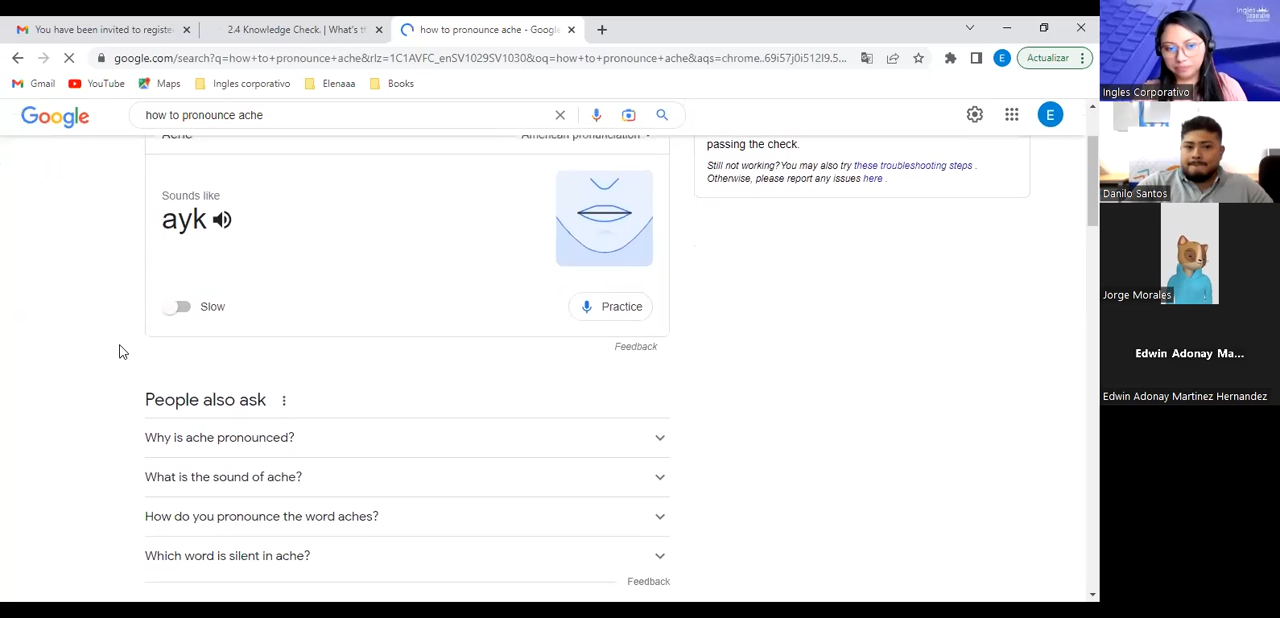 You have been invited to registe
2.4 Knowledge Check. | What's t
how to pronounce ache - Google
google.com/search?q=how+to+pronounce+ache&rlz=1C1AVFC_enSV1029SV1030&oq=how+to+pronounce+ache&aqs=chrome..69i57j0i512l9.5...
E
Actualizar
Gmail
YouTube
Maps
Ingles corporativo
Elenaaa
Books
Google
how to pronounce ache
E
Ache
American pronunciation
passing the check.
Still not working? You may also try these troubleshooting steps .
Otherwise, please report any issues here .
Sounds like
ayk
Slow
Practice
Feedback
People also ask
Why is ache pronounced?
What is the sound of ache?
How do you pronounce the word aches?
Which word is silent in ache?
Feedback
Ingles Corporativo
Danilo Santos
Jorge Morales
Edwin Adonay Ma...
Edwin Adonay Martinez Hernandez